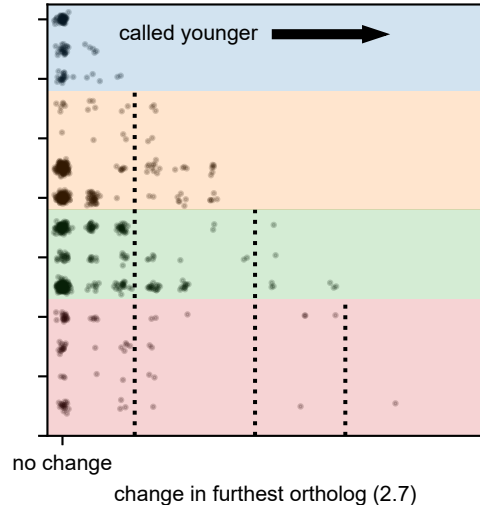 called younger
no change
change in furthest ortholog (2.7)